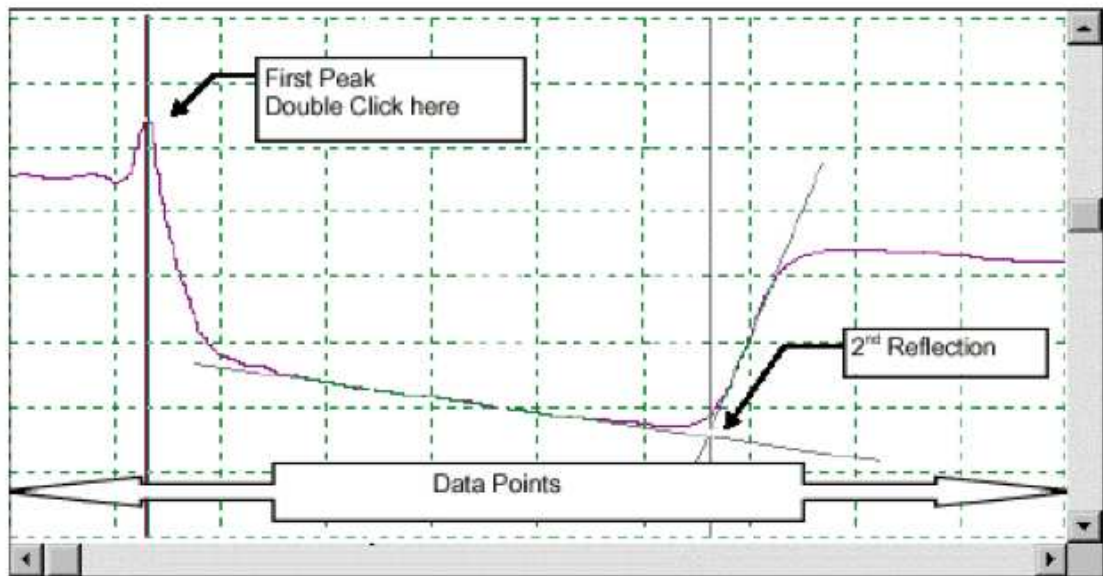 First Peak
Double Click here
2nd Reflection
Data Points